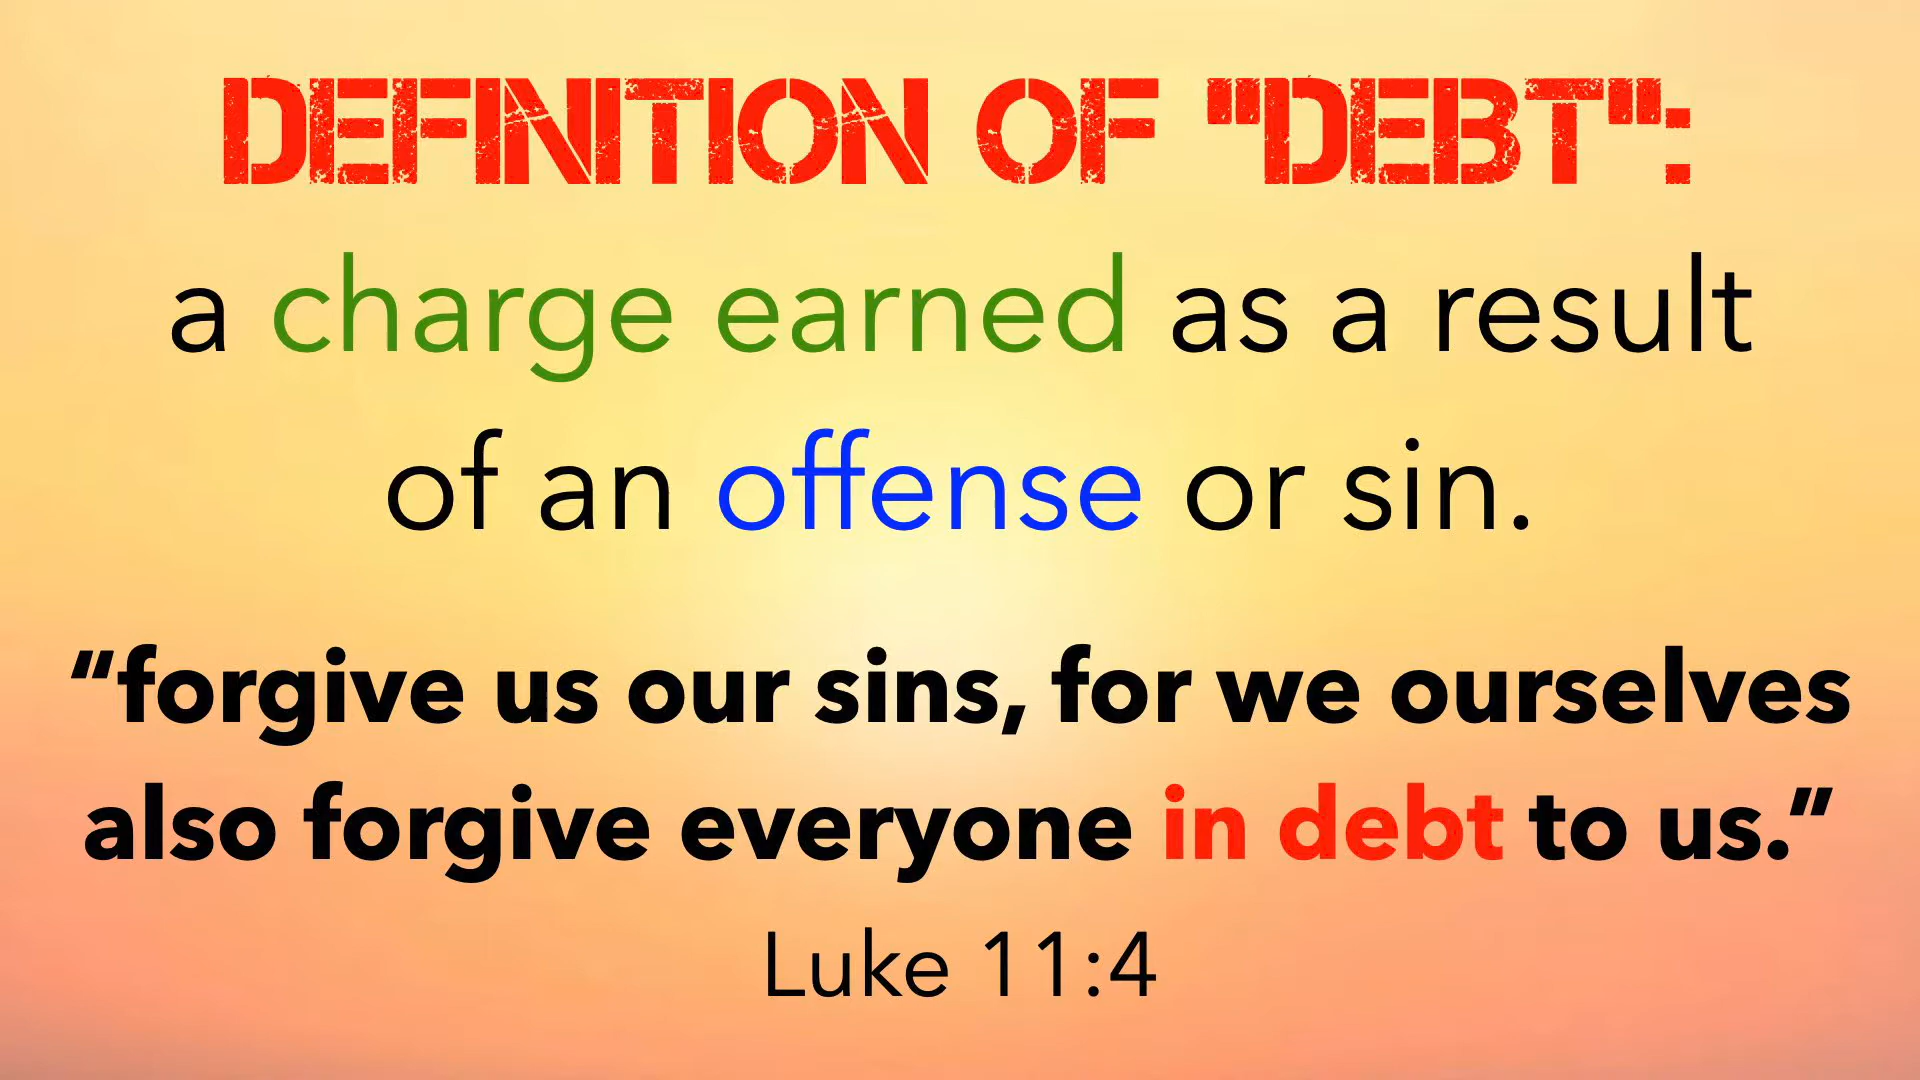 DEFINITION OF "DEBT":
a charge earned as a result
of an offense or sin.
“forgive us our sins, for we ourselves
also forgive everyone in debt to us.”
Luke 11:4